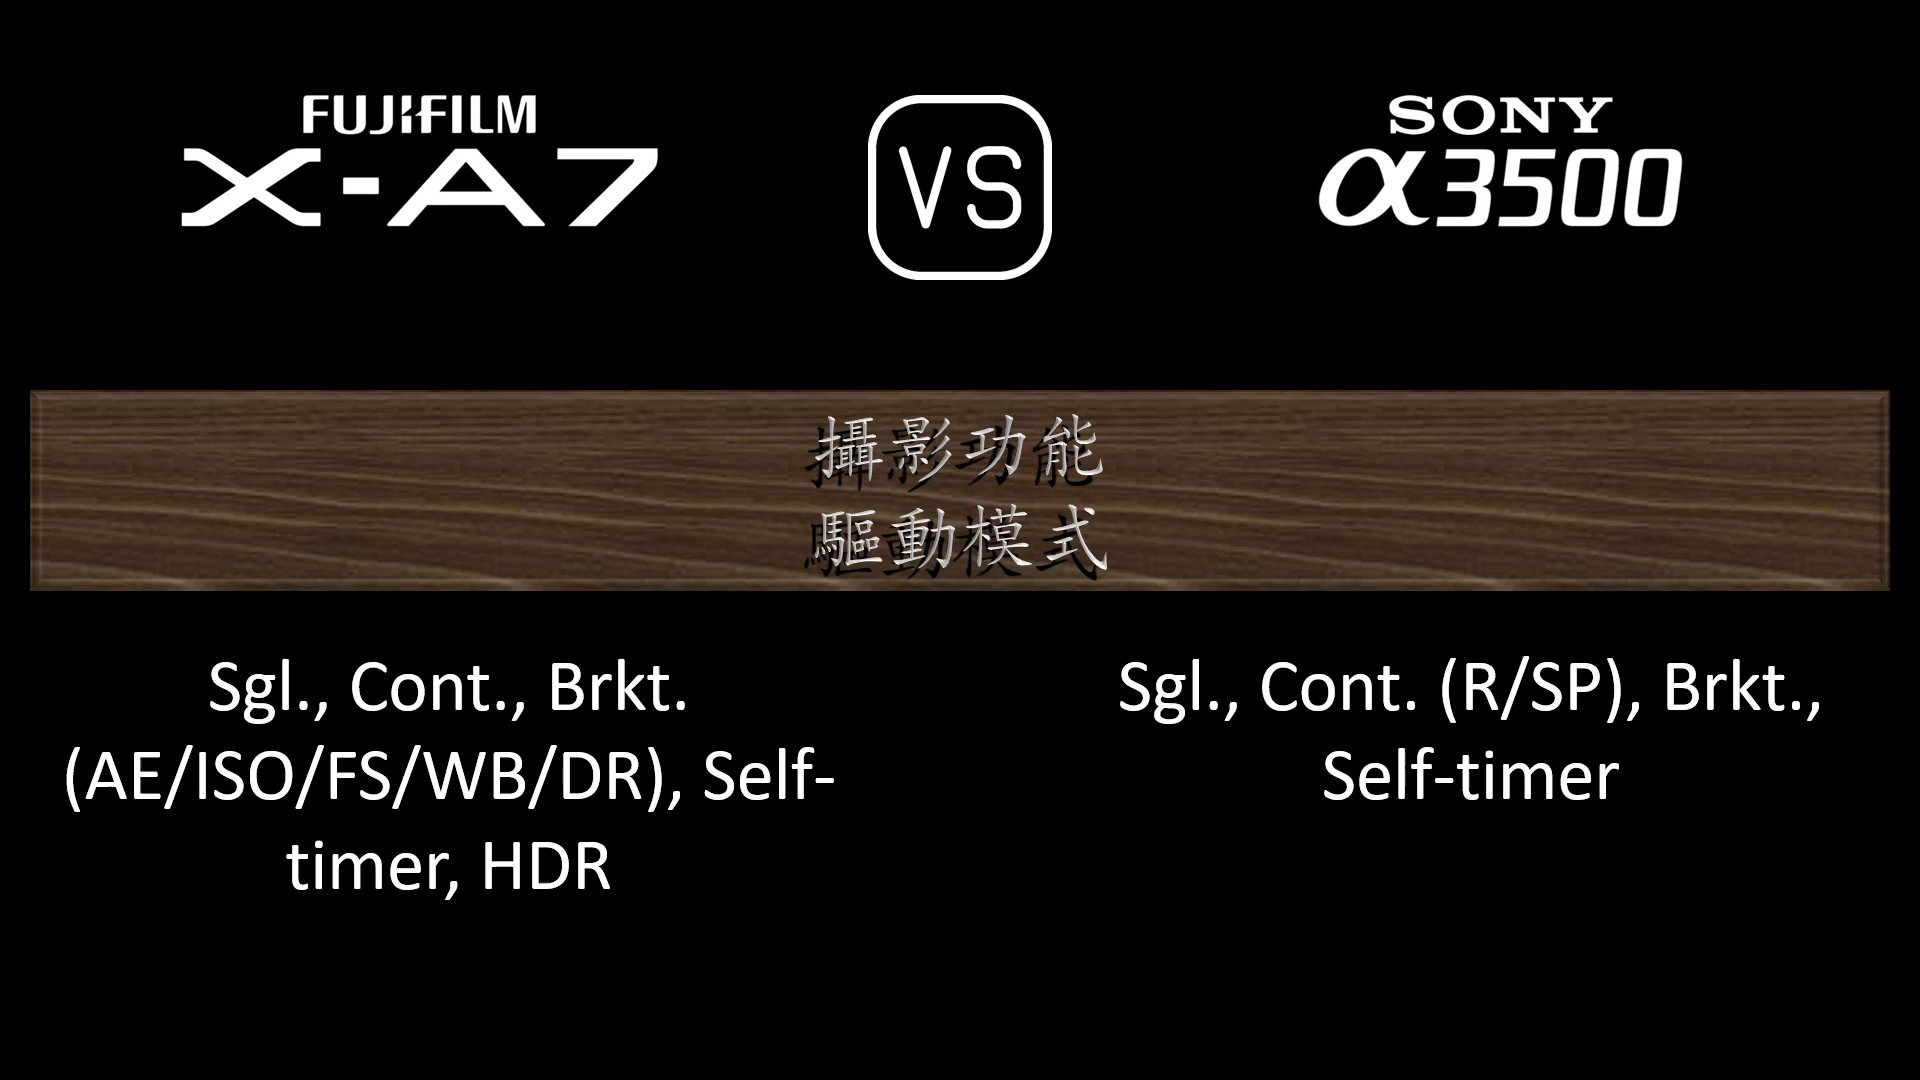 FUJIFILM
X-A7
VS
SONY
α3500
攝影功能
驅動模式
Sgl., Cont., Brkt.
(AE/ISO/FS/WB/DR), Self-
timer, HDR
Sgl., Cont. (R/SP), Brkt.,
Self-timer